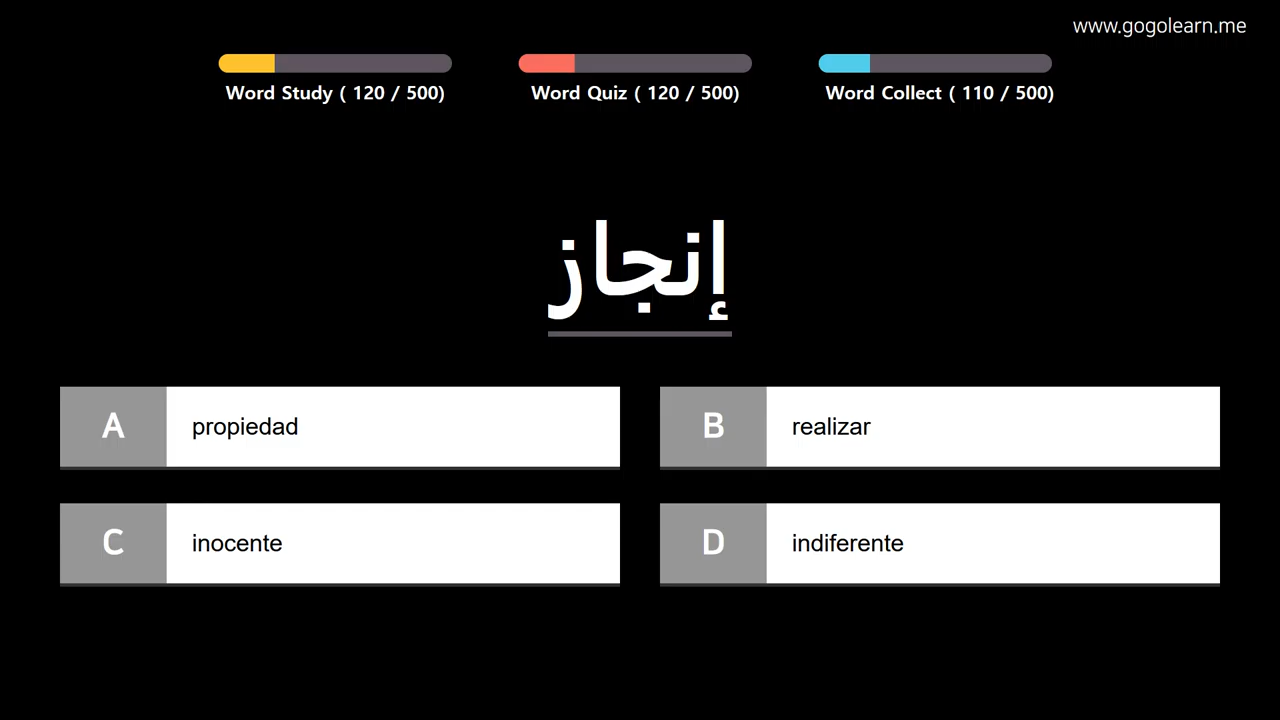 www.gogolearn.me
Word Study ( 120 / 500)
Word Quiz ( 120 / 500)
Word Collect ( 110 / 500)
إنجاز
A propiedad
B realizar
C inocente
D indiferente